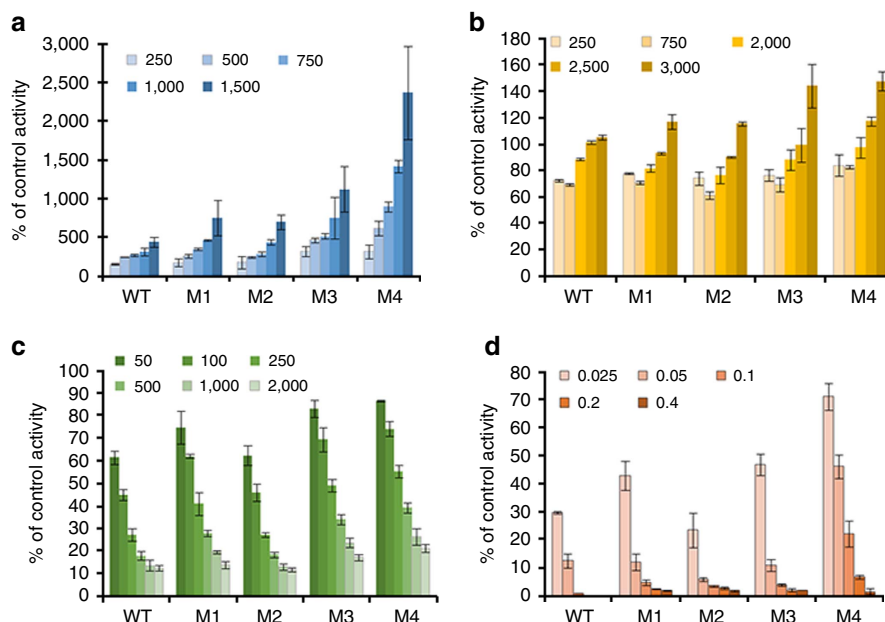 a
3,000
2,500
2,000
1,500
1,000
500
0
% of control activity
250 500 750
1,000 1,500
WT M1 M2 M3 M4
b
180
160
140
120
100
80
60
40
20
0
% of control activity
250 750 2,000
2,500 3,000
WT M1 M2 M3 M4
c
100
90
80
70
60
50
40
30
20
10
0
% of control activity
50 100 250
500 1,000 2,000
WT M1 M2 M3 M4
d
80
70
60
50
40
30
20
10
0
% of control activity
0.025 0.05 0.1
0.2 0.4
WT M1 M2 M3 M4